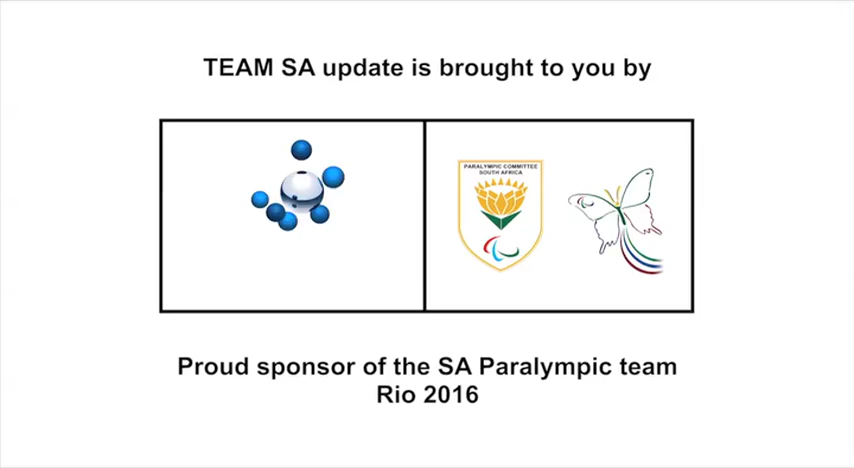 TEAM SA update is brought to you by
PARALYMPIC COMMITTEE
SOUTH AFRICA
Proud sponsor of the SA Paralympic team
Rio 2016